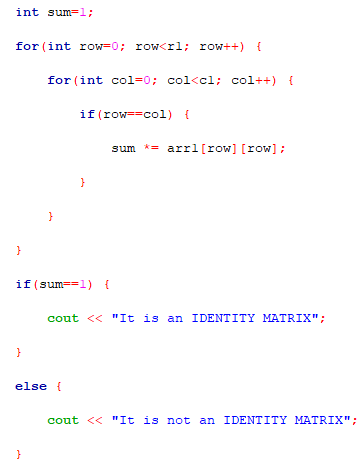 int sum=1;
for(int row=0; row<r1; row++) {
    for(int col=0; col<c1; col++) {
        if(row==col) {
            sum *= arr1[row][row];
        }
    }
}
if(sum==1) {
    cout << "It is an IDENTITY MATRIX";
}
else {
    cout << "It is not an IDENTITY MATRIX";
}